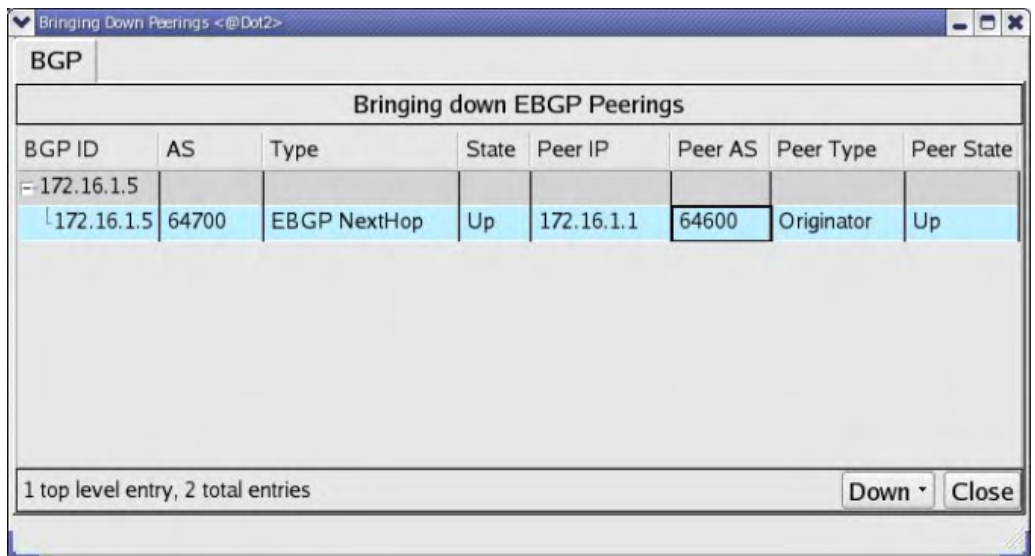 Bringing Down Peerings <@Dot2>
BGP
Bringing down EBGP Peerings
BGP ID AS Type State Peer IP Peer AS Peer Type Peer State
172.16.1.5
172.16.1.5 64700 EBGP NextHop Up 172.16.1.1 64600 Originator Up
1 top level entry, 2 total entries Down Close